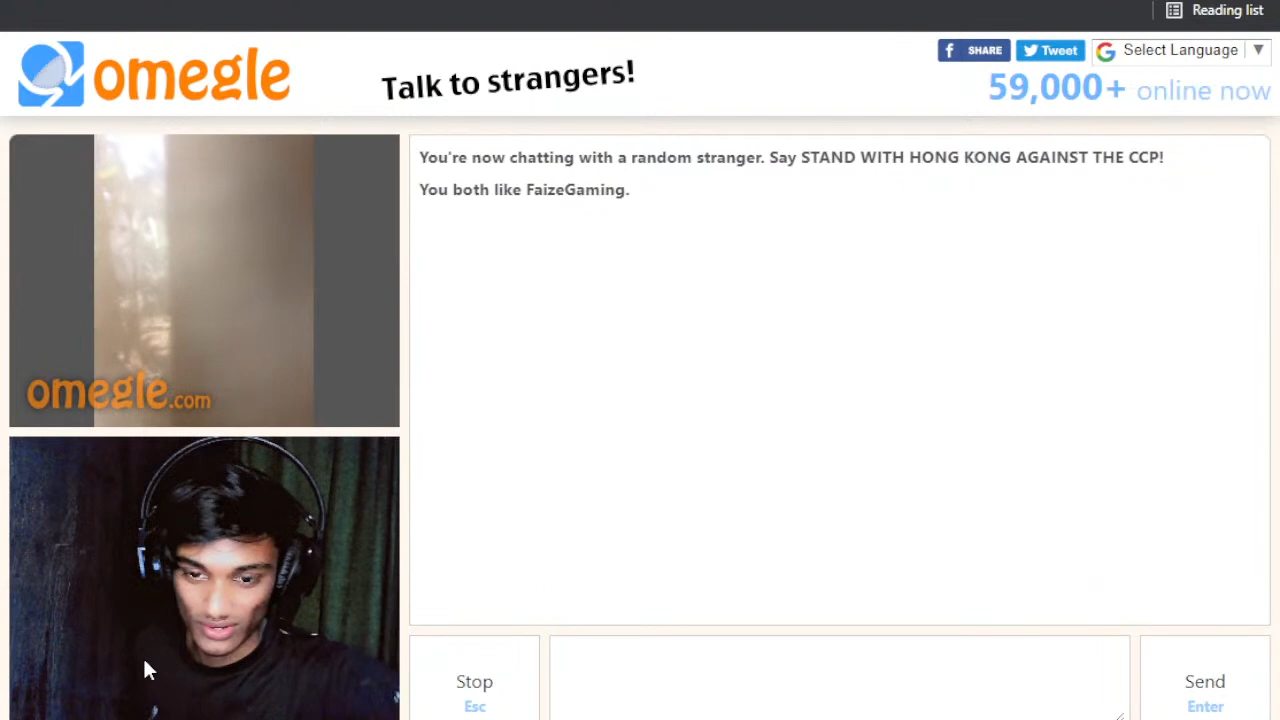 Reading list
omegle
Talk to strangers!
SHARE
Tweet
Select Language
59,000+ online now
You're now chatting with a random stranger. Say STAND WITH HONG KONG AGAINST THE CCP!
You both like FaizeGaming.
omegle.com
Stop
Esc
Send
Enter